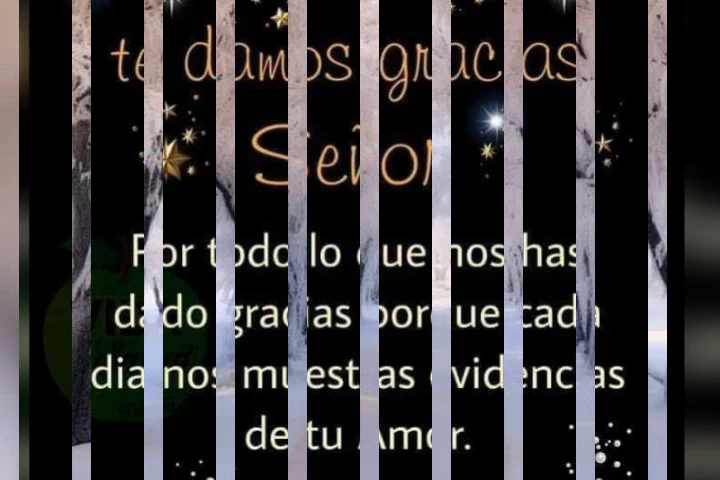 te damos gracias
Señor
Por todo lo que nos has
dado gracias porque cada
dia nos muestras evidencias
de tu Amor.